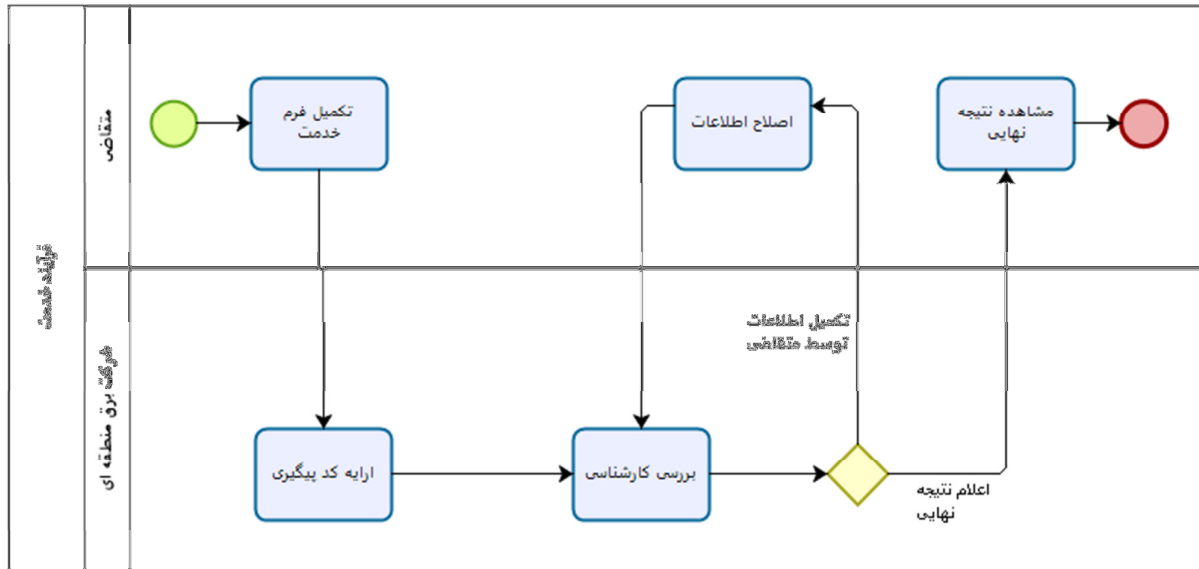 فرآیند خدمت
متقاضی
شرکت برق منطقه ای
تکمیل فرم
خدمت
اصلاح اطلاعات
مشاهده نتیجه
نهایی
تکمیل اطلاعات
توسط متقاضی
ارایه کد پیگیری
بررسی کارشناسی
اعلام نتیجه
نهایی